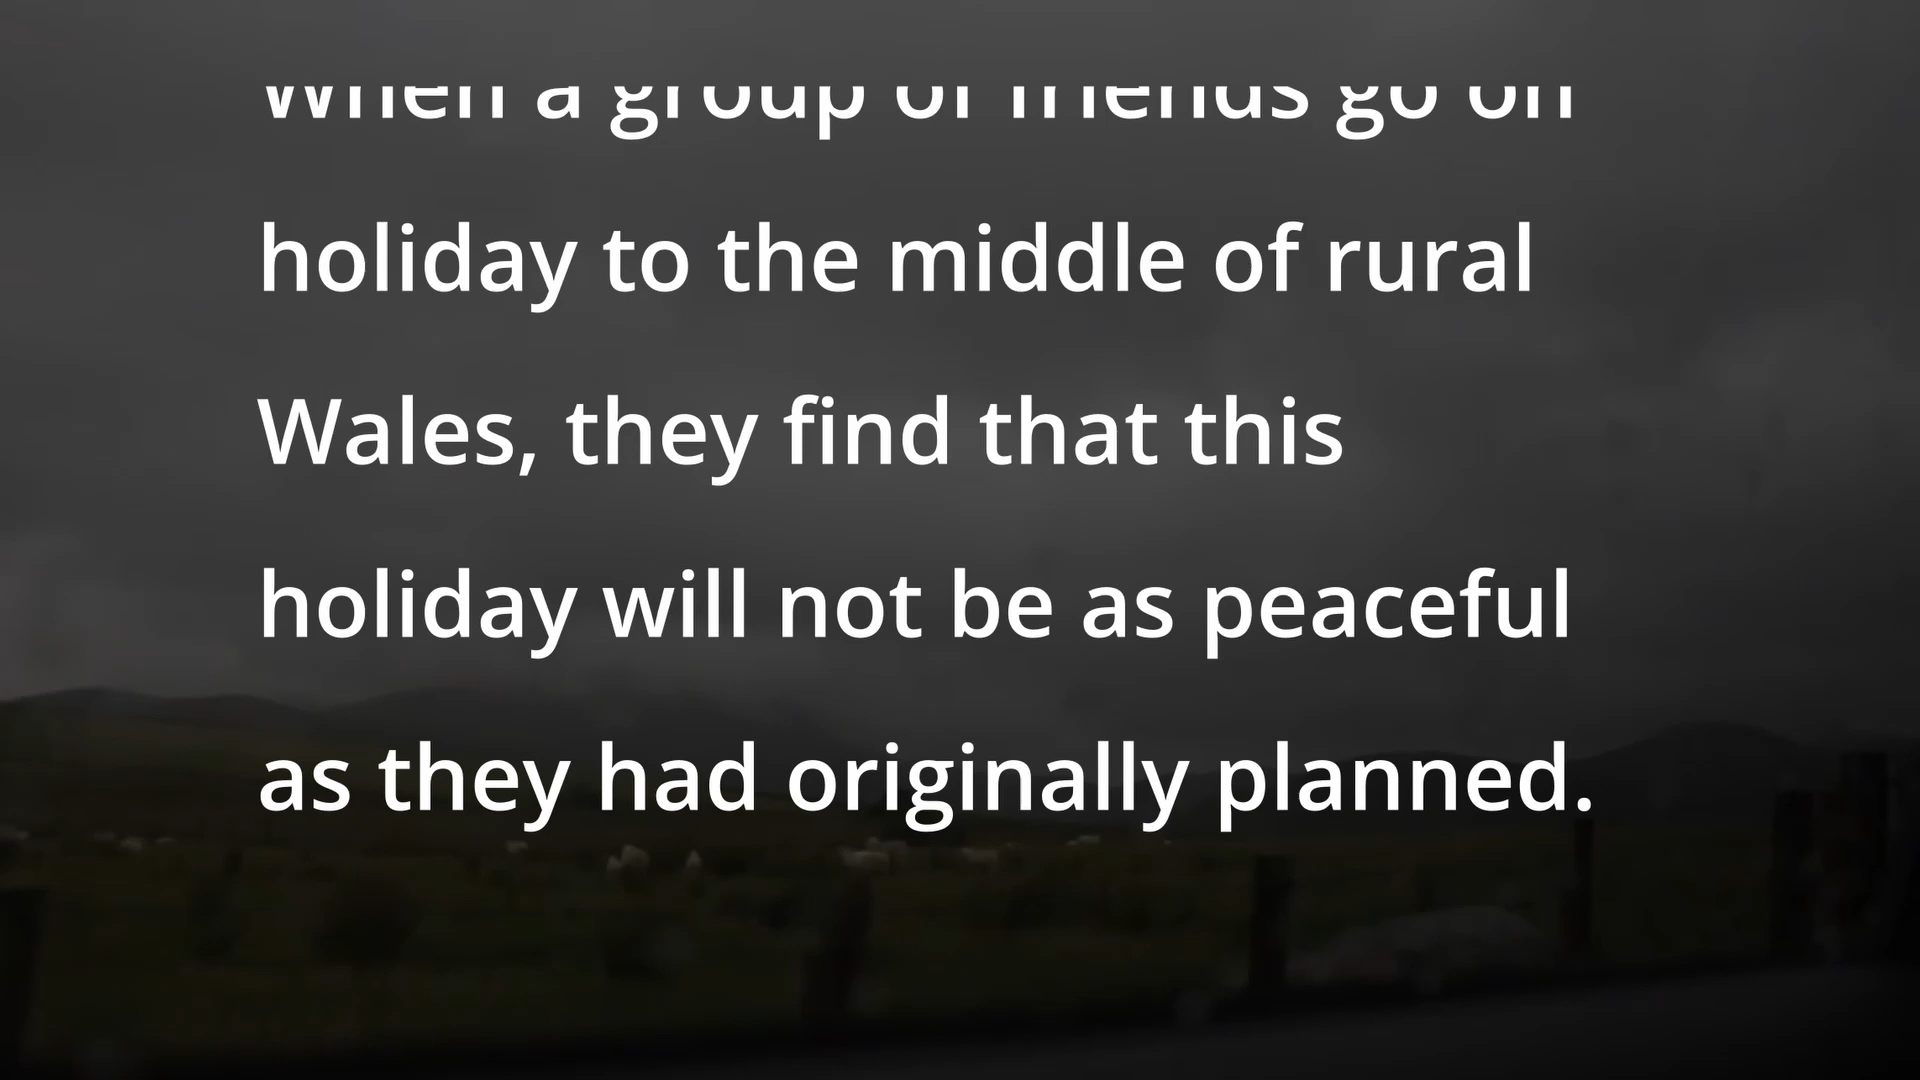 When a group of friends go on
holiday to the middle of rural
Wales, they find that this
holiday will not be as peaceful
as they had originally planned.